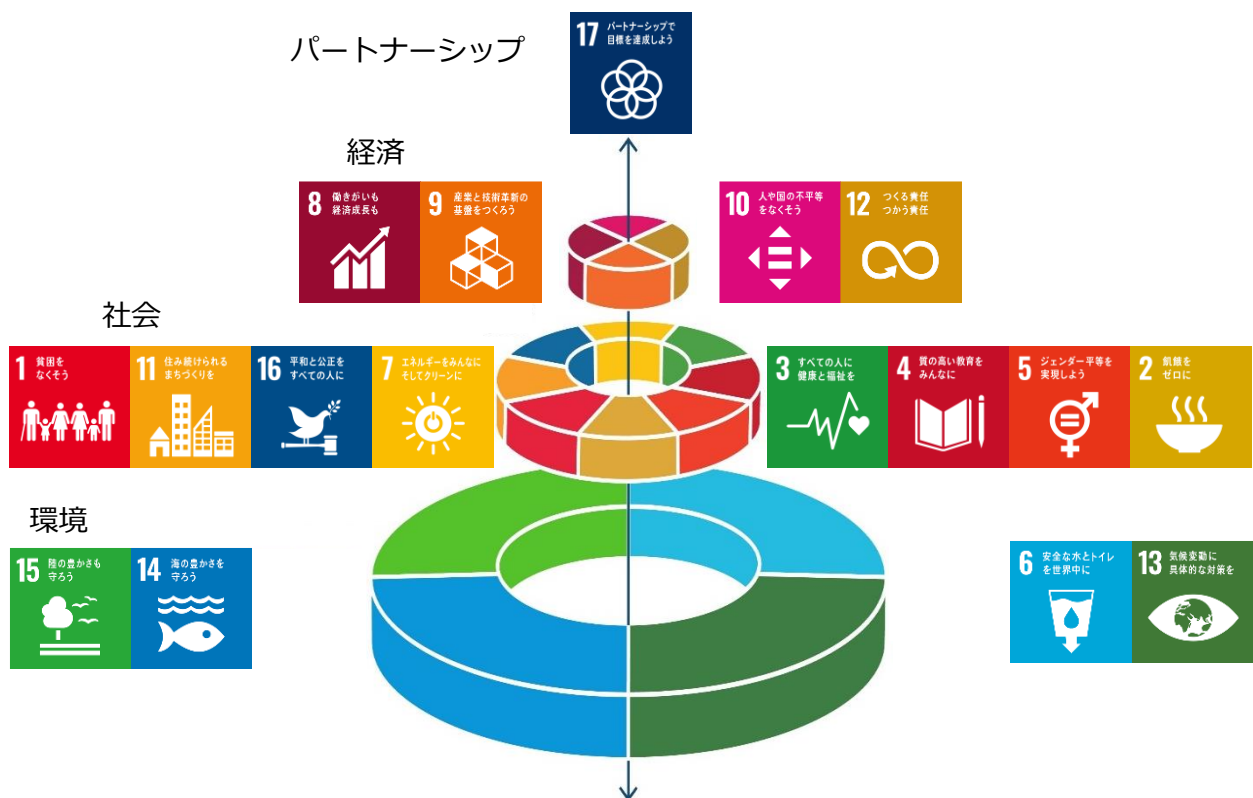 パートナーシップ
17 パートナーシップで
目標を達成しよう
経済
8 働きがいも
経済成長も
9 産業と技術革新の
基盤をつくろう
10 人や国の不平等
をなくそう
12 つくる責任
つかう責任
社会
1 貧困を
なくそう
11 住み続けられる
まちづくりを
16 平和と公正を
すべての人に
7 エネルギーをみんなに
そしてクリーンに
3 すべての人に
健康と福祉を
4 質の高い教育を
みんなに
5 ジェンダー平等を
実現しよう
2 飢餓を
ゼロに
環境
15 陸の豊かさも
守ろう
14 海の豊かさを
守ろう
6 安全な水とトイレ
を世界中に
13 気候変動に
具体的な対策を